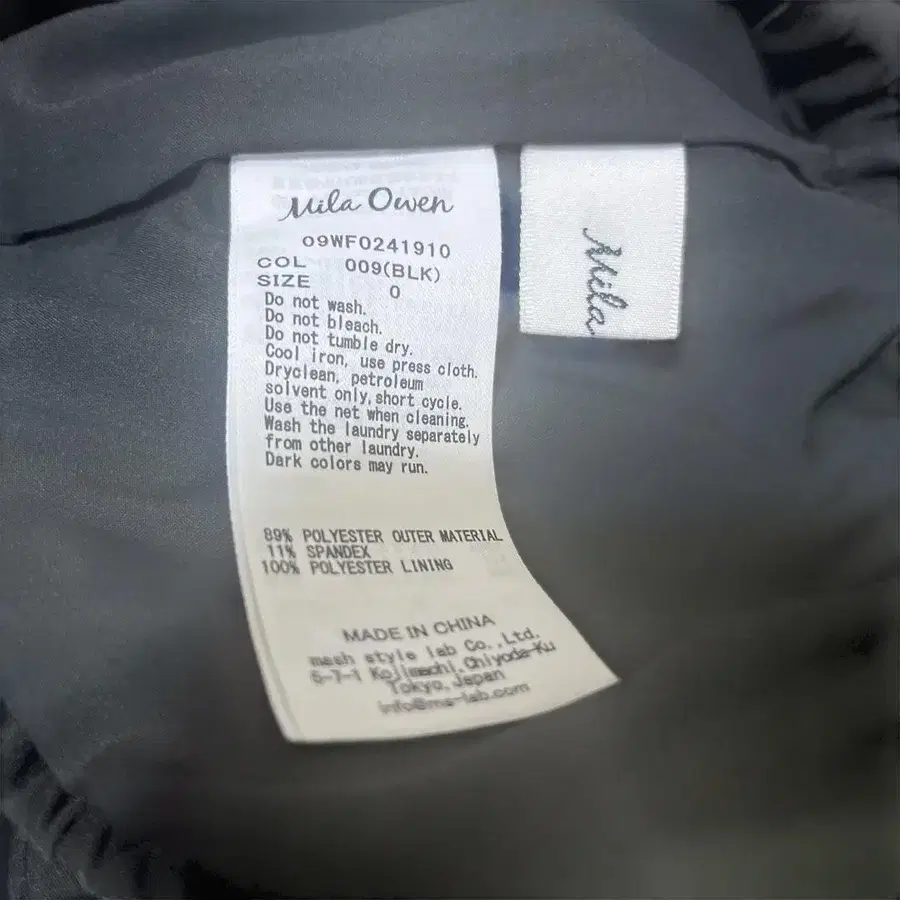 Mila Owen
09WF0241910
COL 009(BLK)
SIZE 0
Do not wash.
Do not bleach.
Do not tumble dry.
Cool iron, use press cloth.
Dryclean, petroleum
solvent only,short cycle.
Use the net when cleaning.
Wash the laundry separately
from other laundry.
Dark colors may run.
89% POLYESTER OUTER MATERIAL
11% SPANDEX
100% POLYESTER LINING
MADE IN CHINA
mash style lab Co.,Ltd.
5-7-1 Kojimachi,Chiyoda-Ku
Tokyo,Japan
info@ms-lab.com
Mila